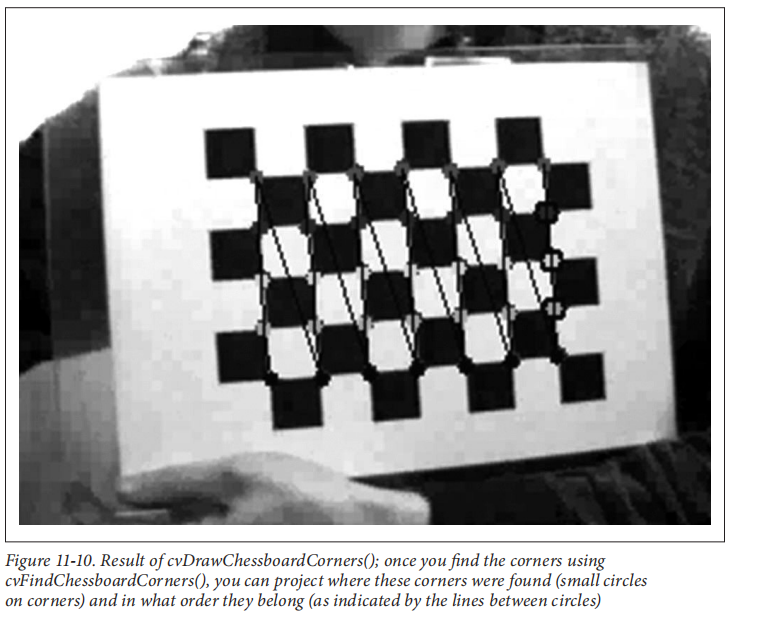 Figure 11-10. Result of cvDrawChessboardCorners(); once you find the corners using
cvFindChessboardCorners(), you can project where these corners were found (small circles
on corners) and in what order they belong (as indicated by the lines between circles)